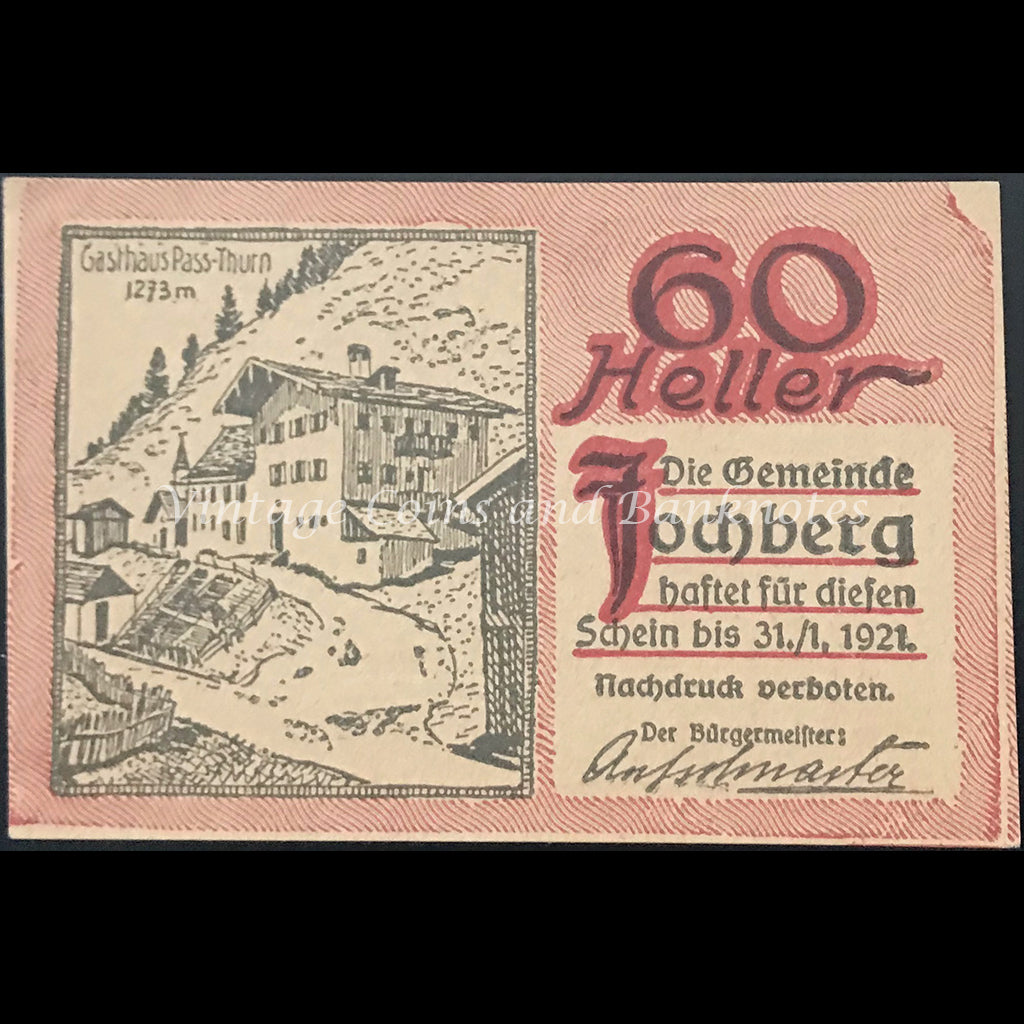 Gasthaus Pass-Thurn
1273 m
60
Heller
Die Gemeinde
Jochberg
haftet für diesen
Schein bis 31./1. 1921.
Nachdruck verboten.
Der Bürgermeister:
Vintage Coins and Banknotes